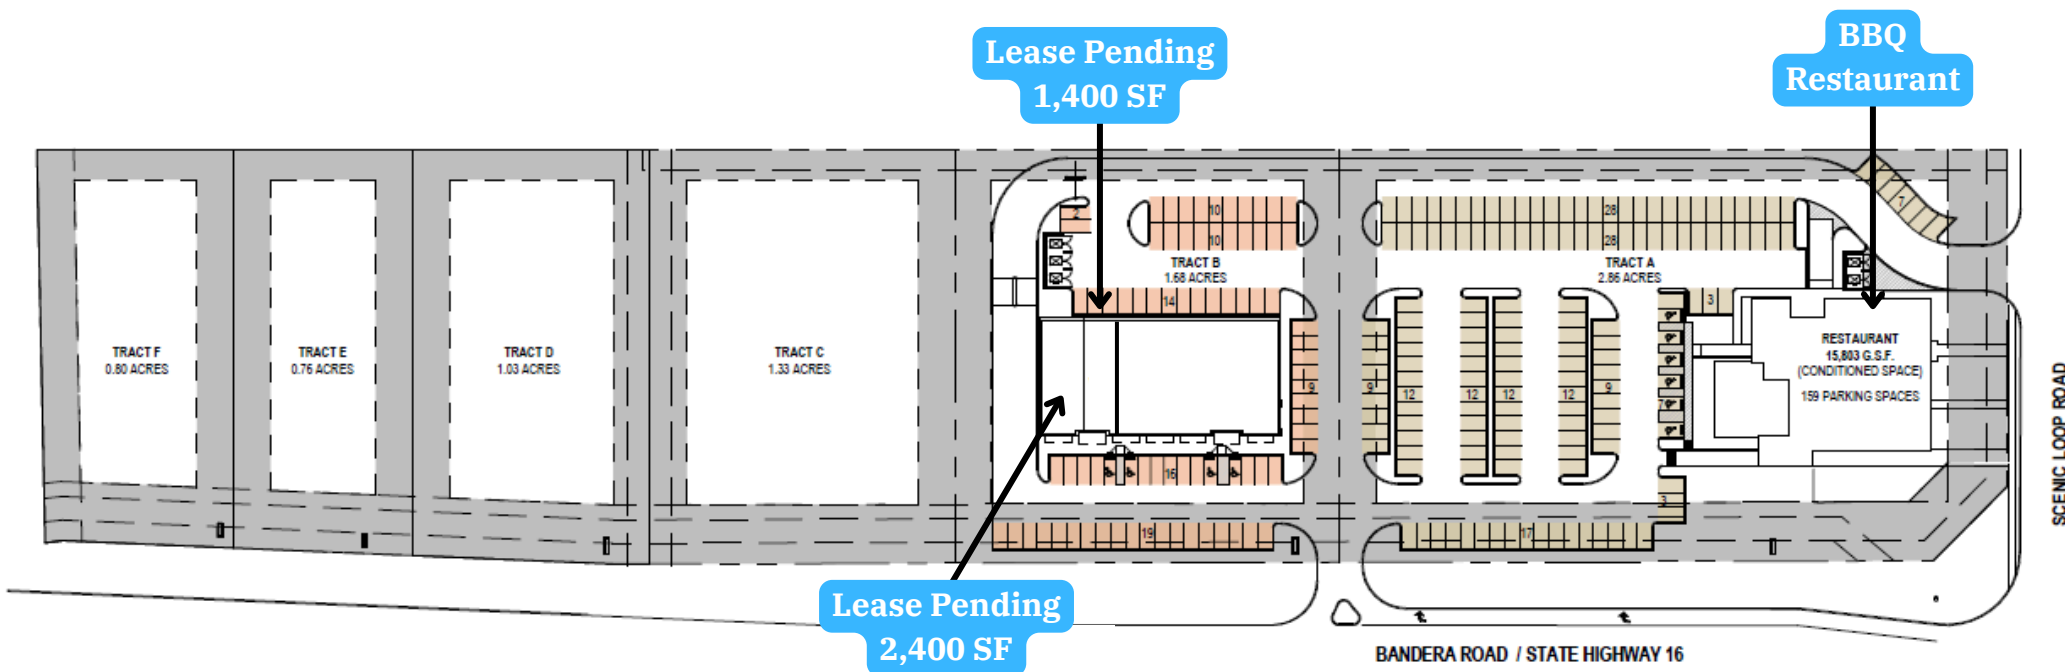 Lease Pending
1,400 SF
BBQ
Restaurant
7
2
10
10
28
28
TRACT B
1.68 ACRES
TRACT A
2.86 ACRES
14
3
TRACT F
0.80 ACRES
TRACT E
0.76 ACRES
TRACT D
1.03 ACRES
TRACT C
1.33 ACRES
RESTAURANT
15,803 G.S.F.
(CONDITIONED SPACE)
159 PARKING SPACES
9
9
12
12
12
12
9
7
16
3
19
17
SCENIC LOOP ROAD
Lease Pending
2,400 SF
BANDERA ROAD / STATE HIGHWAY 16